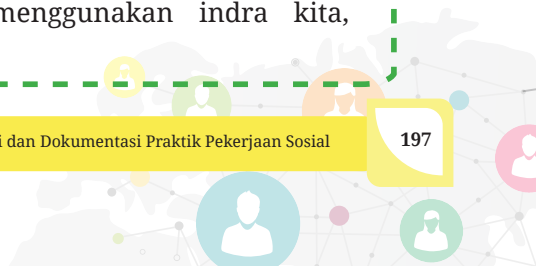 menggunakan indra kita,
i dan Dokumentasi Praktik Pekerjaan Sosial
197